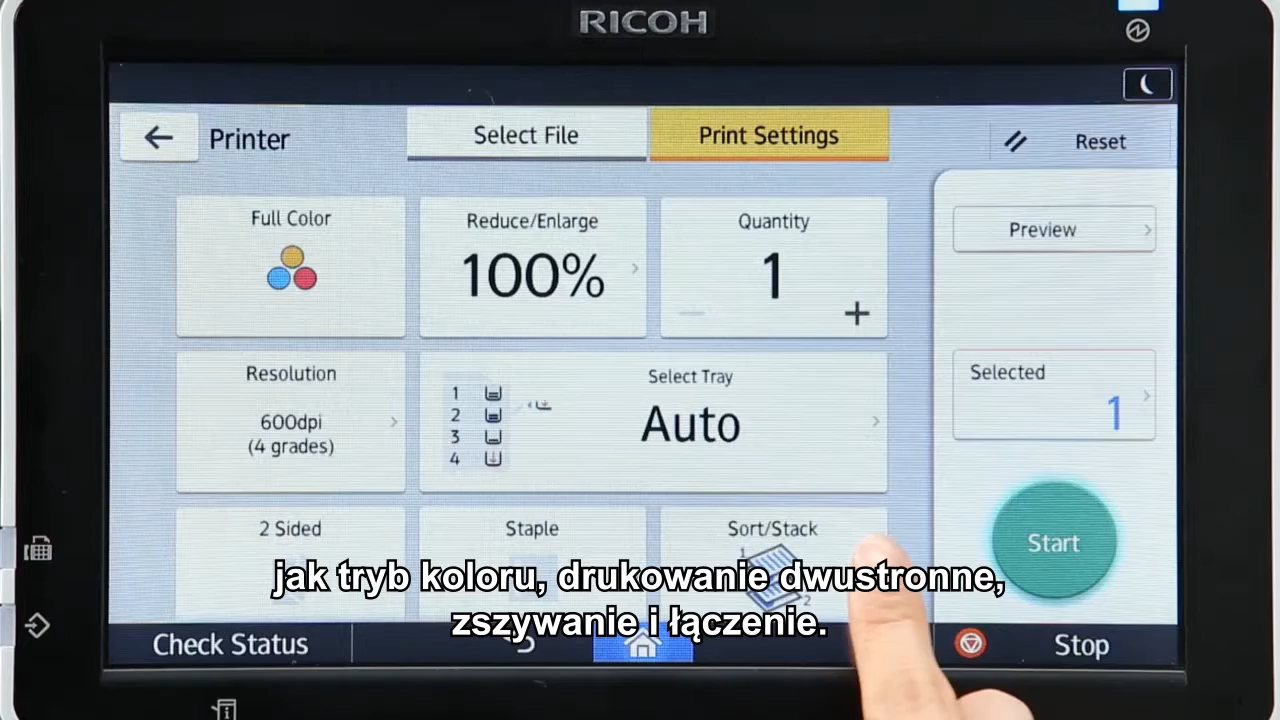 RICOH
Printer
Select File
Print Settings
Reset
Full Color
Reduce/Enlarge
100%
Quantity
1
+
Preview
Resolution
600dpi
(4 grades)
1
2
3
4
Select Tray
Auto
Selected
1
2 Sided
Staple
Sort/Stack
1
2
Start
jak tryb koloru, drukowanie dwustronne,
zszywanie i łączenie.
Check Status
Stop